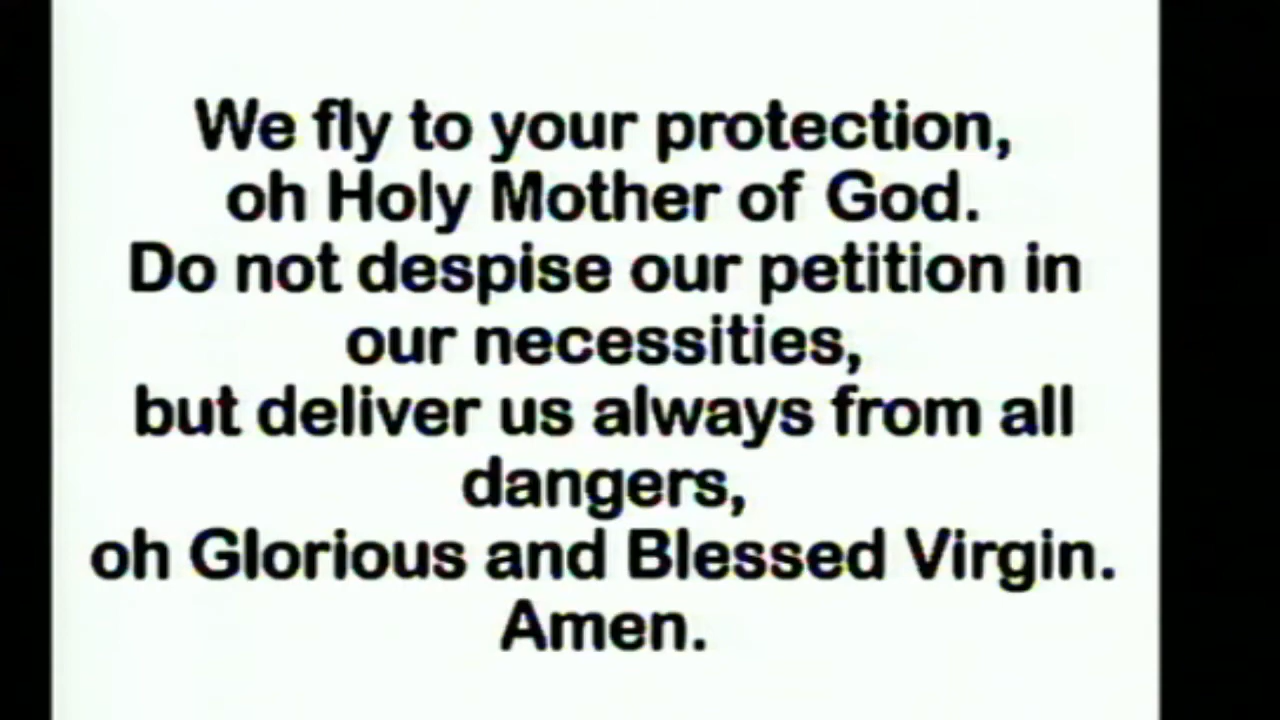 We fly to your protection,
oh Holy Mother of God.
Do not despise our petition in
our necessities,
but deliver us always from all
dangers,
oh Glorious and Blessed Virgin.
Amen.